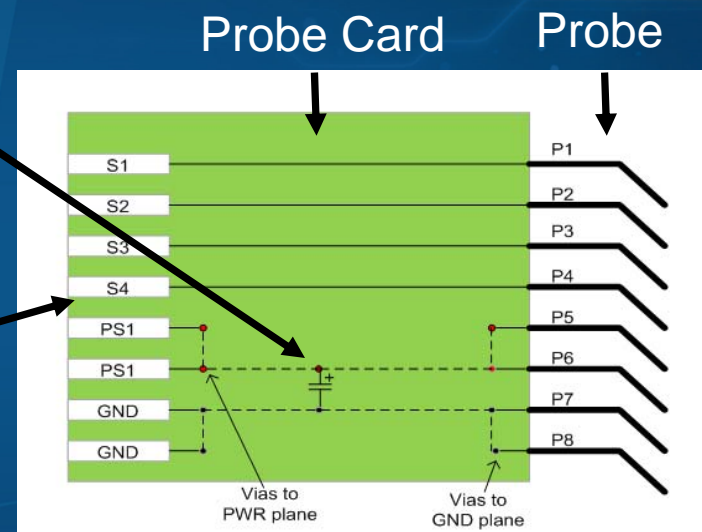 Probe Card
Probe
S1
P1
S2
P2
S3
P3
S4
P4
PS1
P5
PS1
+
P6
GND
P7
GND
P8
Vias to
PWR plane
Vias to
GND plane